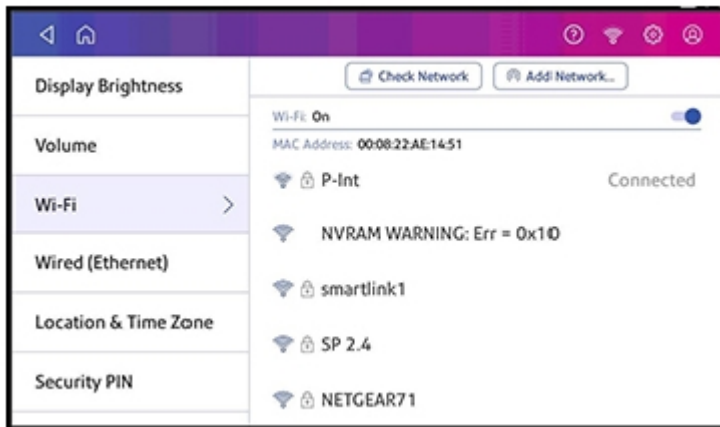 Check Network
Add Network...
Display Brightness
Volume
Wi-Fi
Wired (Ethernet)
Location & Time Zone
Security PIN
Wi-Fi: On
MAC Address: 00:08:22:AE:14:51
P-Int Connected
NVRAM WARNING: Err = 0x10
smartlink1
SP 2.4
NETGEAR71